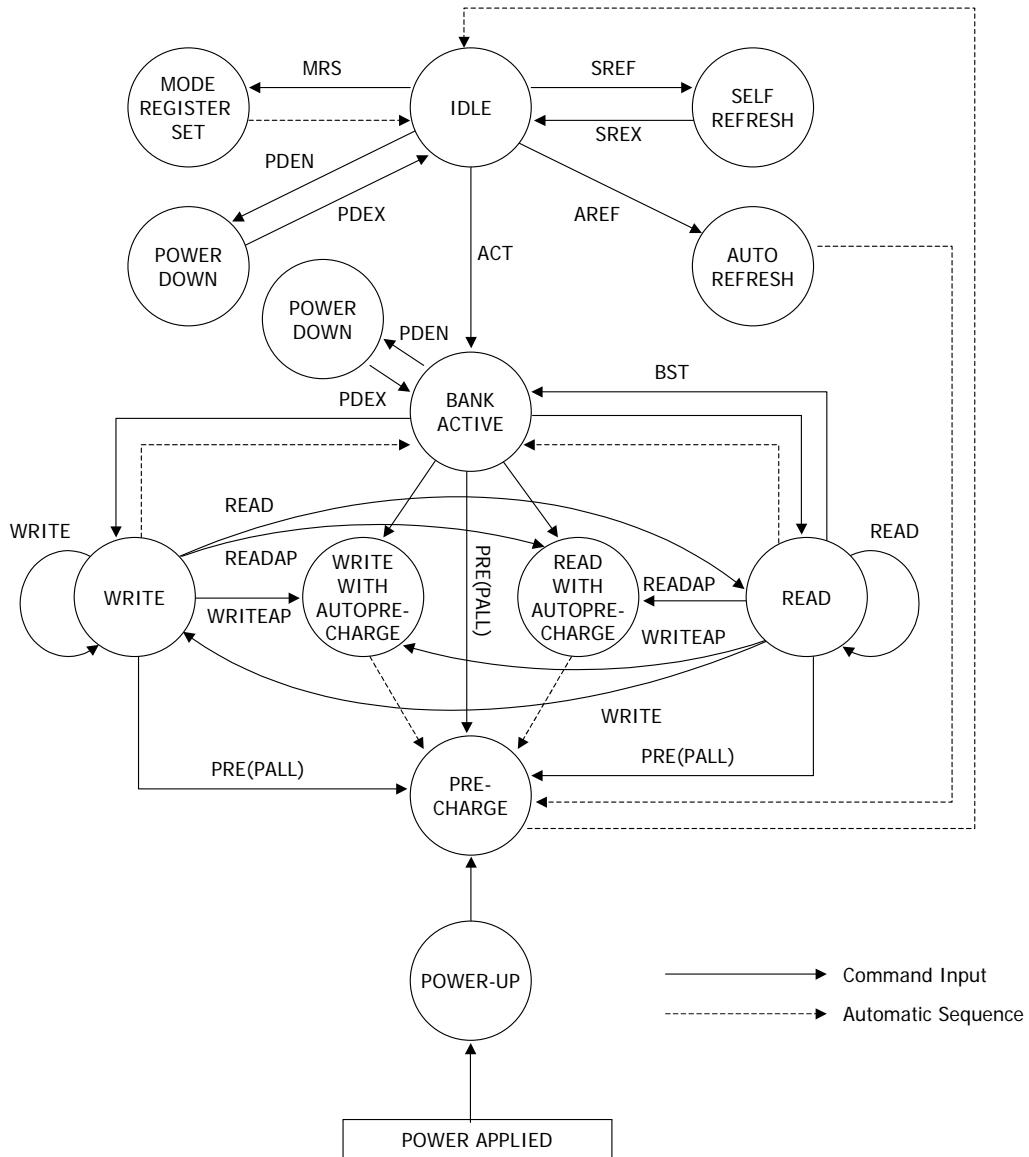 MRS
SREF
MODE
REGISTER
SET
IDLE
SELF
REFRESH
SREX
PDEN
PDEX
AREF
POWER
DOWN
ACT
AUTO
REFRESH
POWER
DOWN
PDEN
PDEX
BANK
ACTIVE
BST
WRITE
READ
READ
READAP
WRITE
WRITEAP
WRITE
WITH
AUTOPRE-
CHARGE
PRE(PALL)
READ
WITH
AUTOPRE-
CHARGE
READAP
READ
WRITEAP
WRITE
PRE(PALL)
PRE(PALL)
PRE-
CHARGE
POWER-UP
Command Input
Automatic Sequence
POWER APPLIED